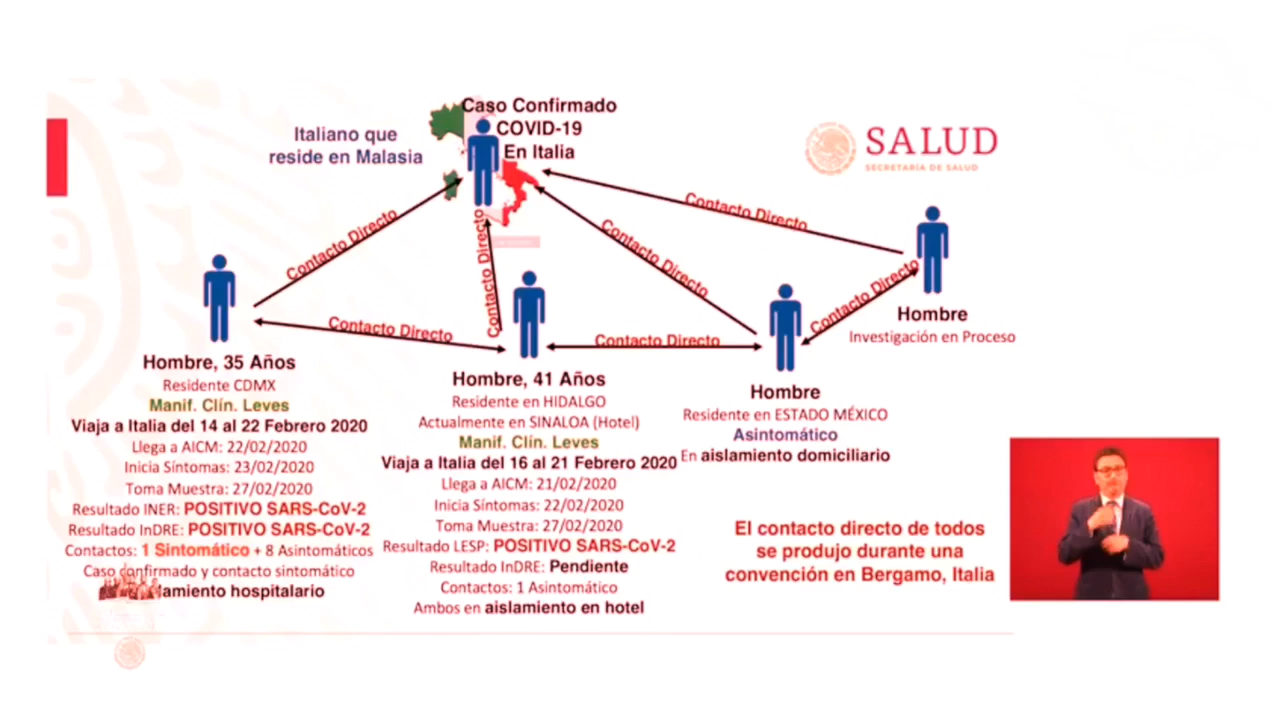 Caso Confirmado
COVID-19
En Italia
Italiano que
reside en Malasia
SALUD
SECRETARÍA DE SALUD
Contacto Directo
Contacto Directo
Contacto Directo
Contacto Directo
Contacto Directo
Contacto Directo
Contacto Directo
Hombre, 35 Años
Residente CDMX
Manif. Clín. Leves
Viaja a Italia del 14 al 22 Febrero 2020
Llega a AICM: 22/02/2020
Inicia Síntomas: 23/02/2020
Toma Muestra: 27/02/2020
Resultado INER: POSITIVO SARS-CoV-2
Resultado InDRE: POSITIVO SARS-CoV-2
Contactos: 1 Sintomático + 8 Asintomáticos
Caso confirmado y contacto sintomático
lamiento hospitalario
Hombre, 41 Años
Residente en HIDALGO
Actualmente en SINALOA (Hotel)
Manif. Clín. Leves
Viaja a Italia del 16 al 21 Febrero 2020
Llega a AICM: 21/02/2020
Inicia Síntomas: 22/02/2020
Toma Muestra: 27/02/2020
Resultado LESP: POSITIVO SARS-CoV-2
Resultado InDRE: Pendiente
Contactos: 1 Asintomático
Ambos en aislamiento en hotel
Hombre
Residente en ESTADO MÉXICO
Asintomático
En aislamiento domiciliario
Hombre
Investigación en Proceso
El contacto directo de todos
se produjo durante una
convención en Bergamo, Italia